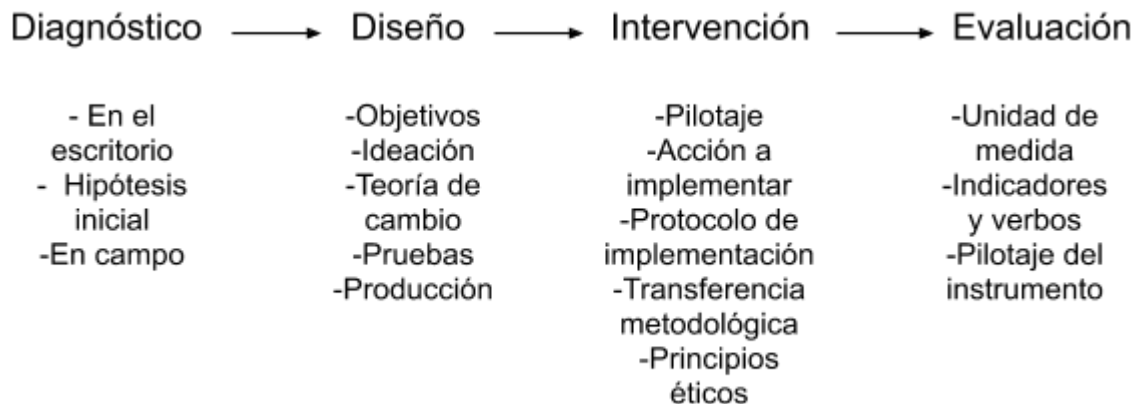 Diagnóstico
Diseño
Intervención
Evaluación
- En el
escritorio
- Hipótesis
inicial
-En campo
-Objetivos
-Ideación
-Teoría de
cambio
-Pruebas
-Producción
-Pilotaje
-Acción a
implementar
-Protocolo de
implementación
-Transferencia
metodológica
-Principios
éticos
-Unidad de
medida
-Indicadores
y verbos
-Pilotaje del
instrumento